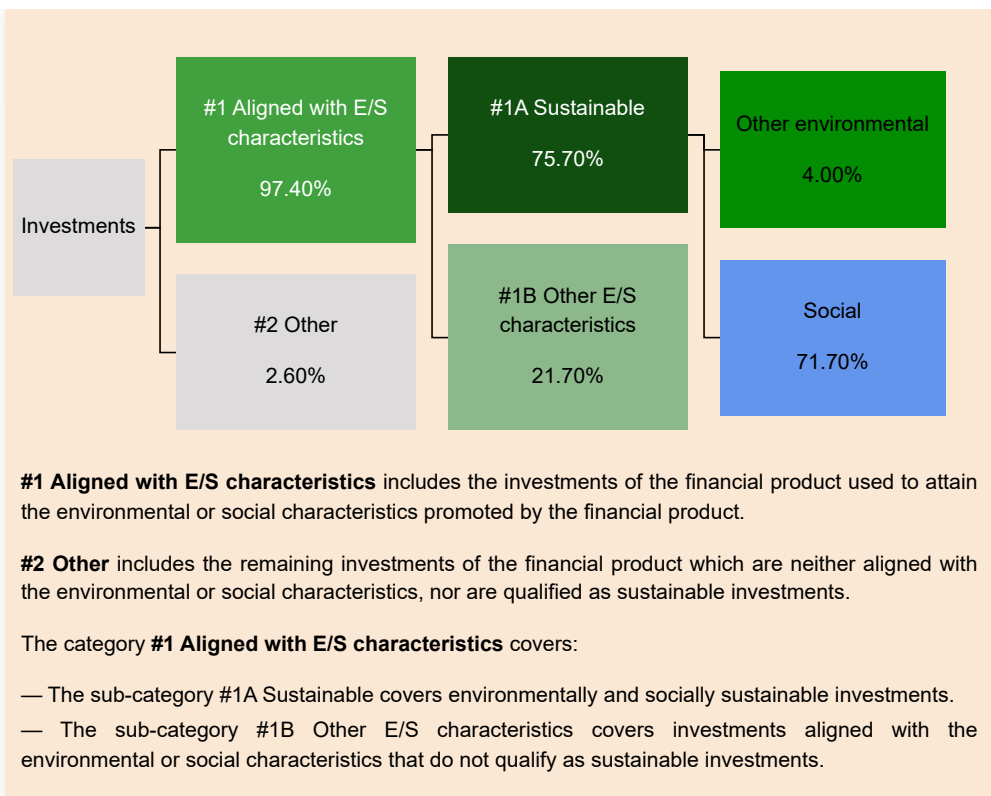 #1 Aligned with E/S
characteristics
97.40%
#1A Sustainable
75.70%
Other environmental
4.00%
Investments
#2 Other
2.60%
#1B Other E/S
characteristics
21.70%
Social
71.70%
#1 Aligned with E/S characteristics includes the investments of the financial product used to attain
the environmental or social characteristics promoted by the financial product.
#2 Other includes the remaining investments of the financial product which are neither aligned with
the environmental or social characteristics, nor are qualified as sustainable investments.
The category #1 Aligned with E/S characteristics covers:
— The sub-category #1A Sustainable covers environmentally and socially sustainable investments.
— The sub-category #1B Other E/S characteristics covers investments aligned with the
environmental or social characteristics that do not qualify as sustainable investments.